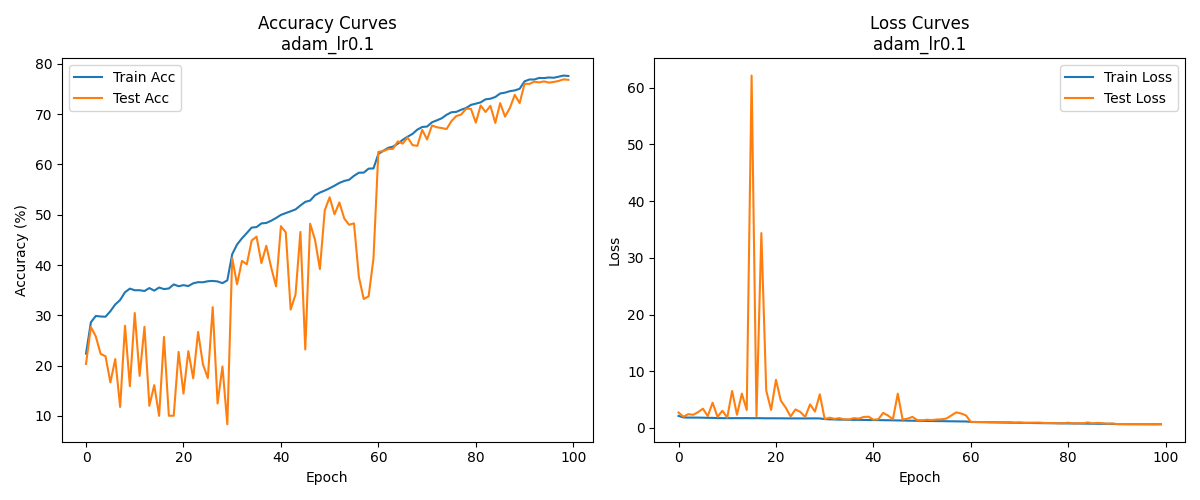 Accuracy Curves
adam_lr0.1
Train Acc
Test Acc
Accuracy (%)
80
70
60
50
40
30
20
10
0
20
40
60
80
100
Epoch
Loss Curves
adam_lr0.1
Train Loss
Test Loss
Loss
60
50
40
30
20
10
0
0
20
40
60
80
100
Epoch